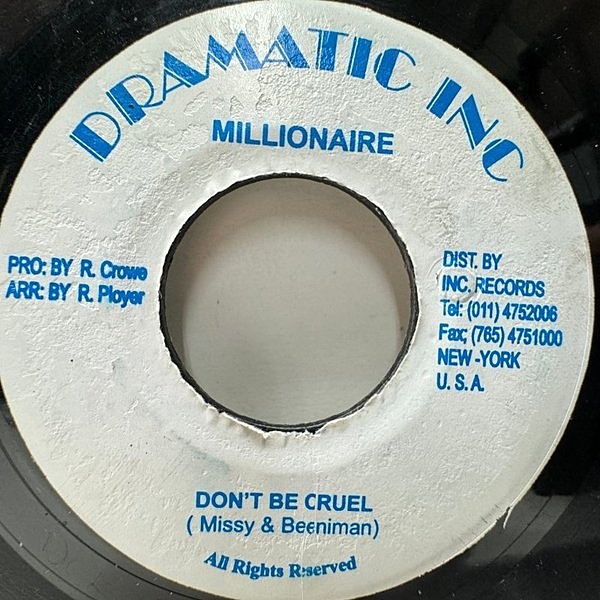 DRAMATIC INC
MILLIONAIRE
PRO: BY R. Crowe
ARR: BY R. Ployer
DIST. BY
INC. RECORDS
Tel: (011) 4752006
Fax; (765) 4751000
NEW -YORK
U. S. A.
DON'T BE CRUEL
( Missy & Beeniman)
All Rights Reserved